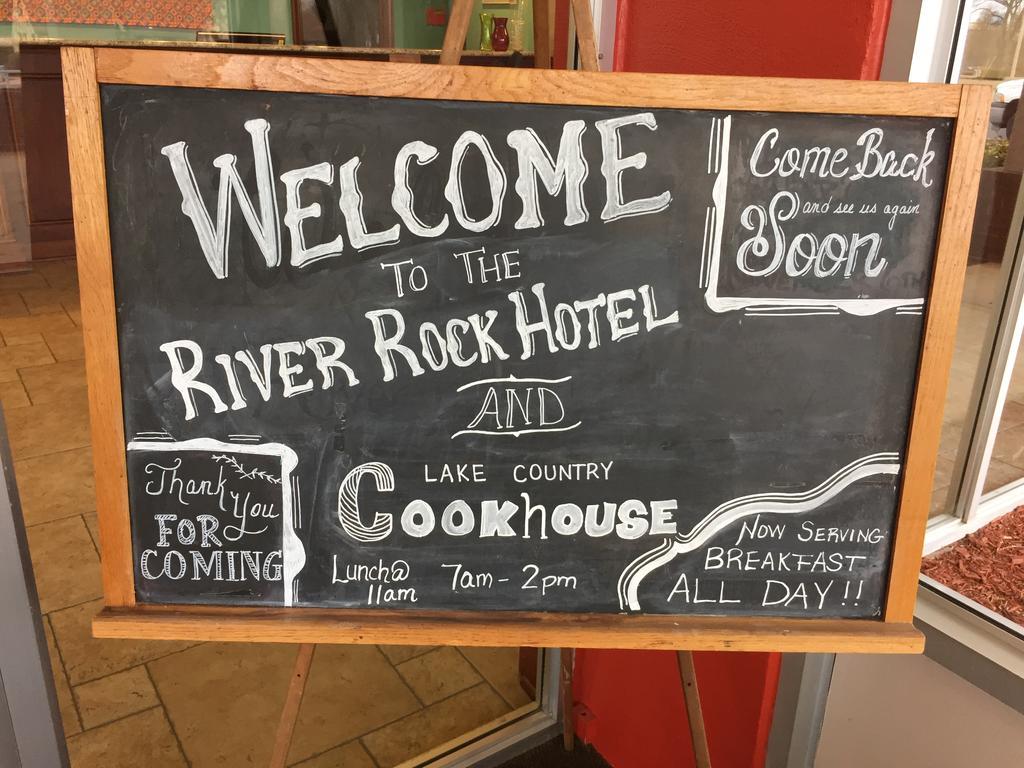 WELCOME
TO THE
RIVER ROCK HOTEL
AND
LAKE COUNTRY
COOKhOUSE
Lunch@
11am
7am - 2pm
Come Back
and see us again
Soon
Thank
You
FOR
COMING
NOW SERVING
BREAKFAST
ALL DAY!!